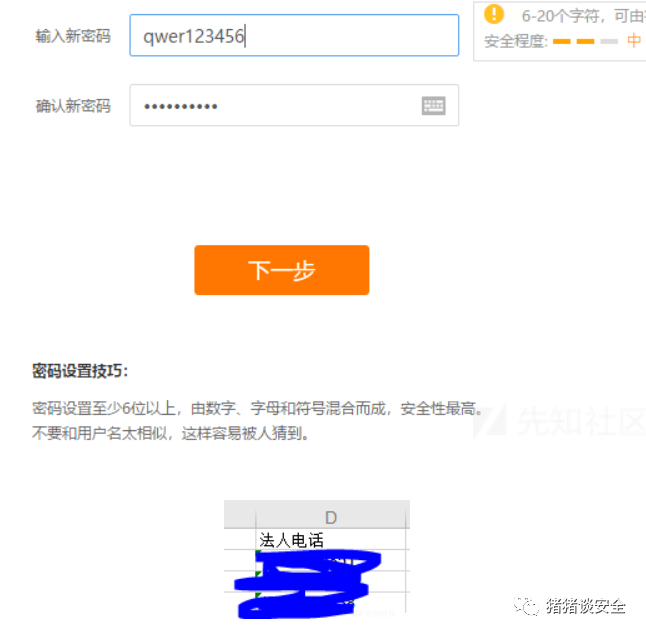 输入新密码
qwer123456
6-20个字符，可由
安全程度:
中
确认新密码
••••••••••
下一步
密码设置技巧：
密码设置至少6位以上，由数字、字母和符号混合而成，安全性最高。
不要和用户名太相似，这样容易被人猜到。
先知社区
D
法人电话
猪猪谈安全